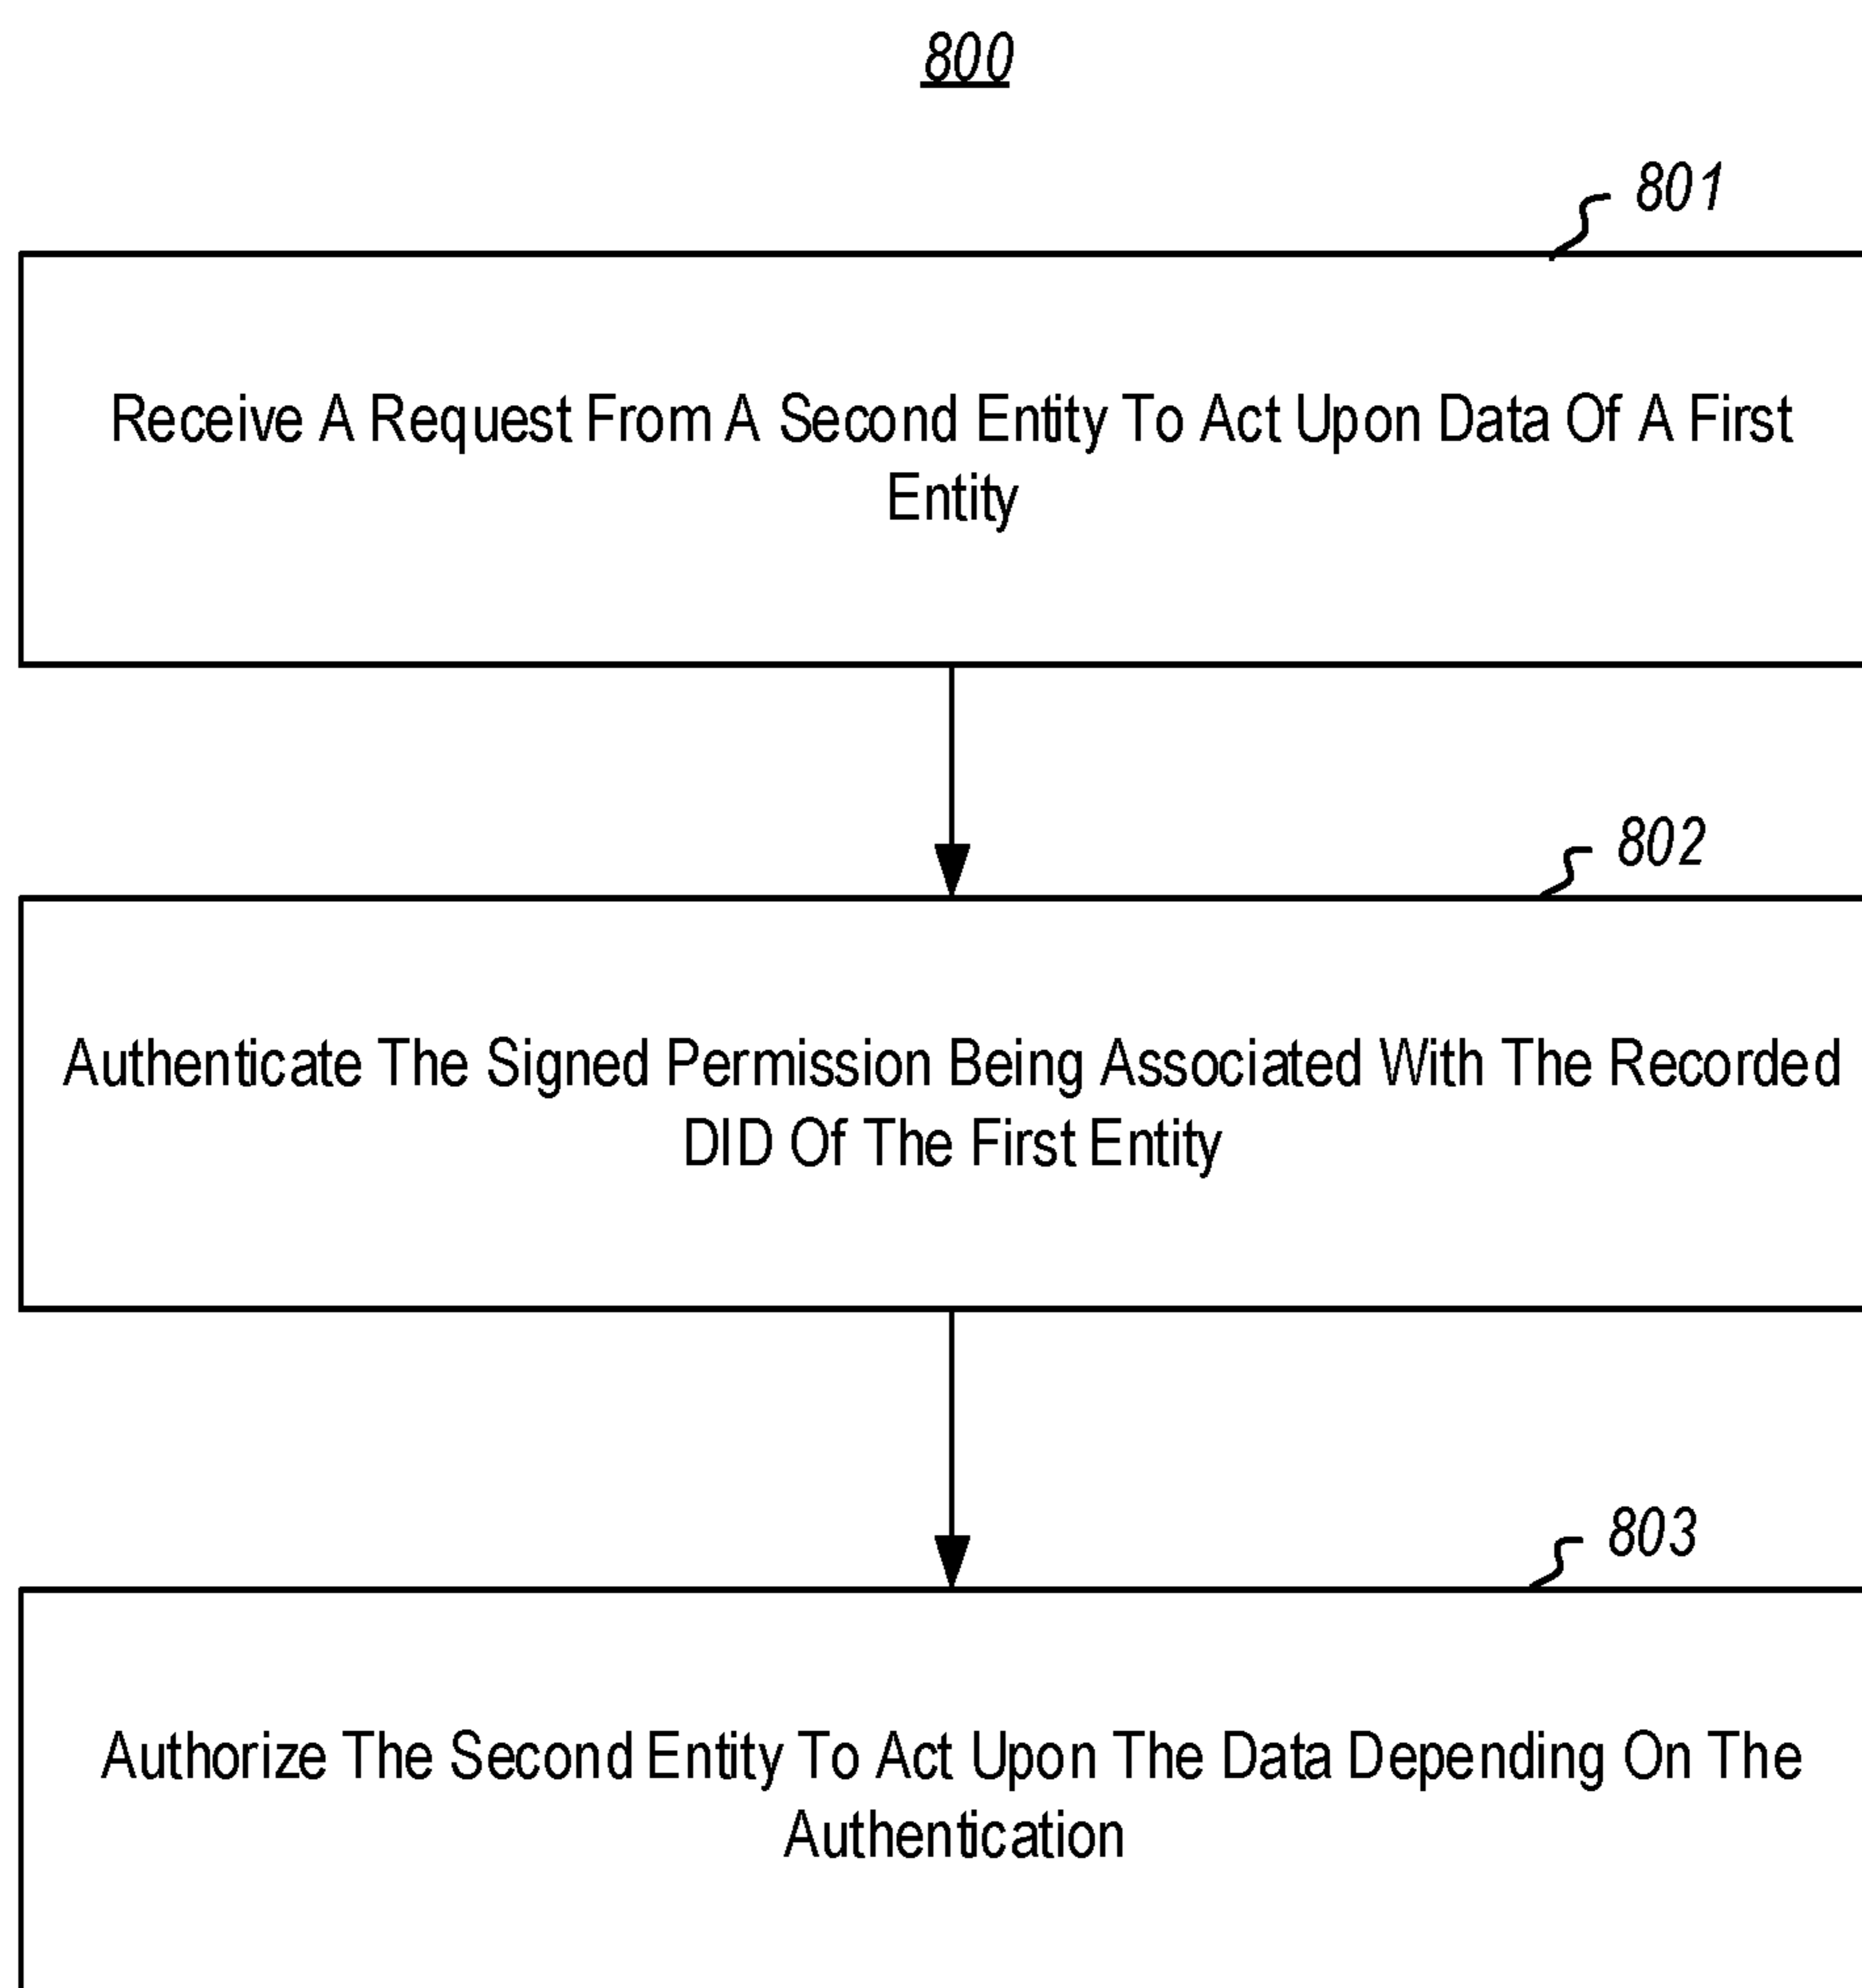 800
801
Receive A Request From A Second Entity To Act Upon Data Of A First
Entity
802
Authenticate The Signed Permission Being Associated With The Recorded
DID Of The First Entity
803
Authorize The Second Entity To Act Upon The Data Depending On The
Authentication